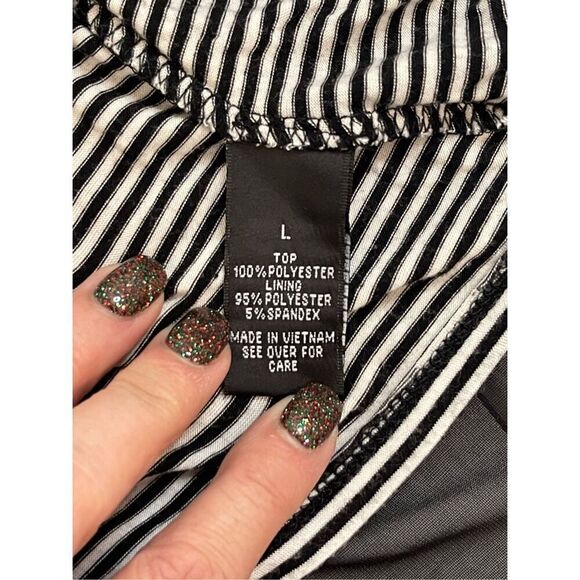 L
TOP
100% POLYESTER
LINING
95% POLYESTER
5% SPANDEX
MADE IN VIETNAM
SEE OVER FOR
CARE